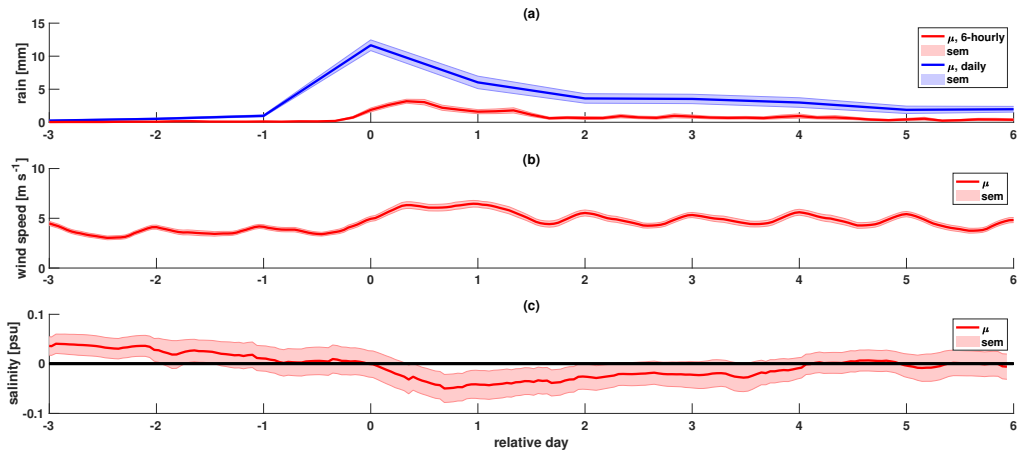 (a)
rain [mm]
15
10
5
0
-3 -2 -1 0 1 2 3 4 5 6
μ, 6-hourly
sem
μ, daily
sem
(b)
wind speed [m s⁻¹]
10
5
0
-3 -2 -1 0 1 2 3 4 5 6
μ
sem
(c)
salinity [psu]
0.1
0
-0.1
-3 -2 -1 0 1 2 3 4 5 6
μ
sem
relative day